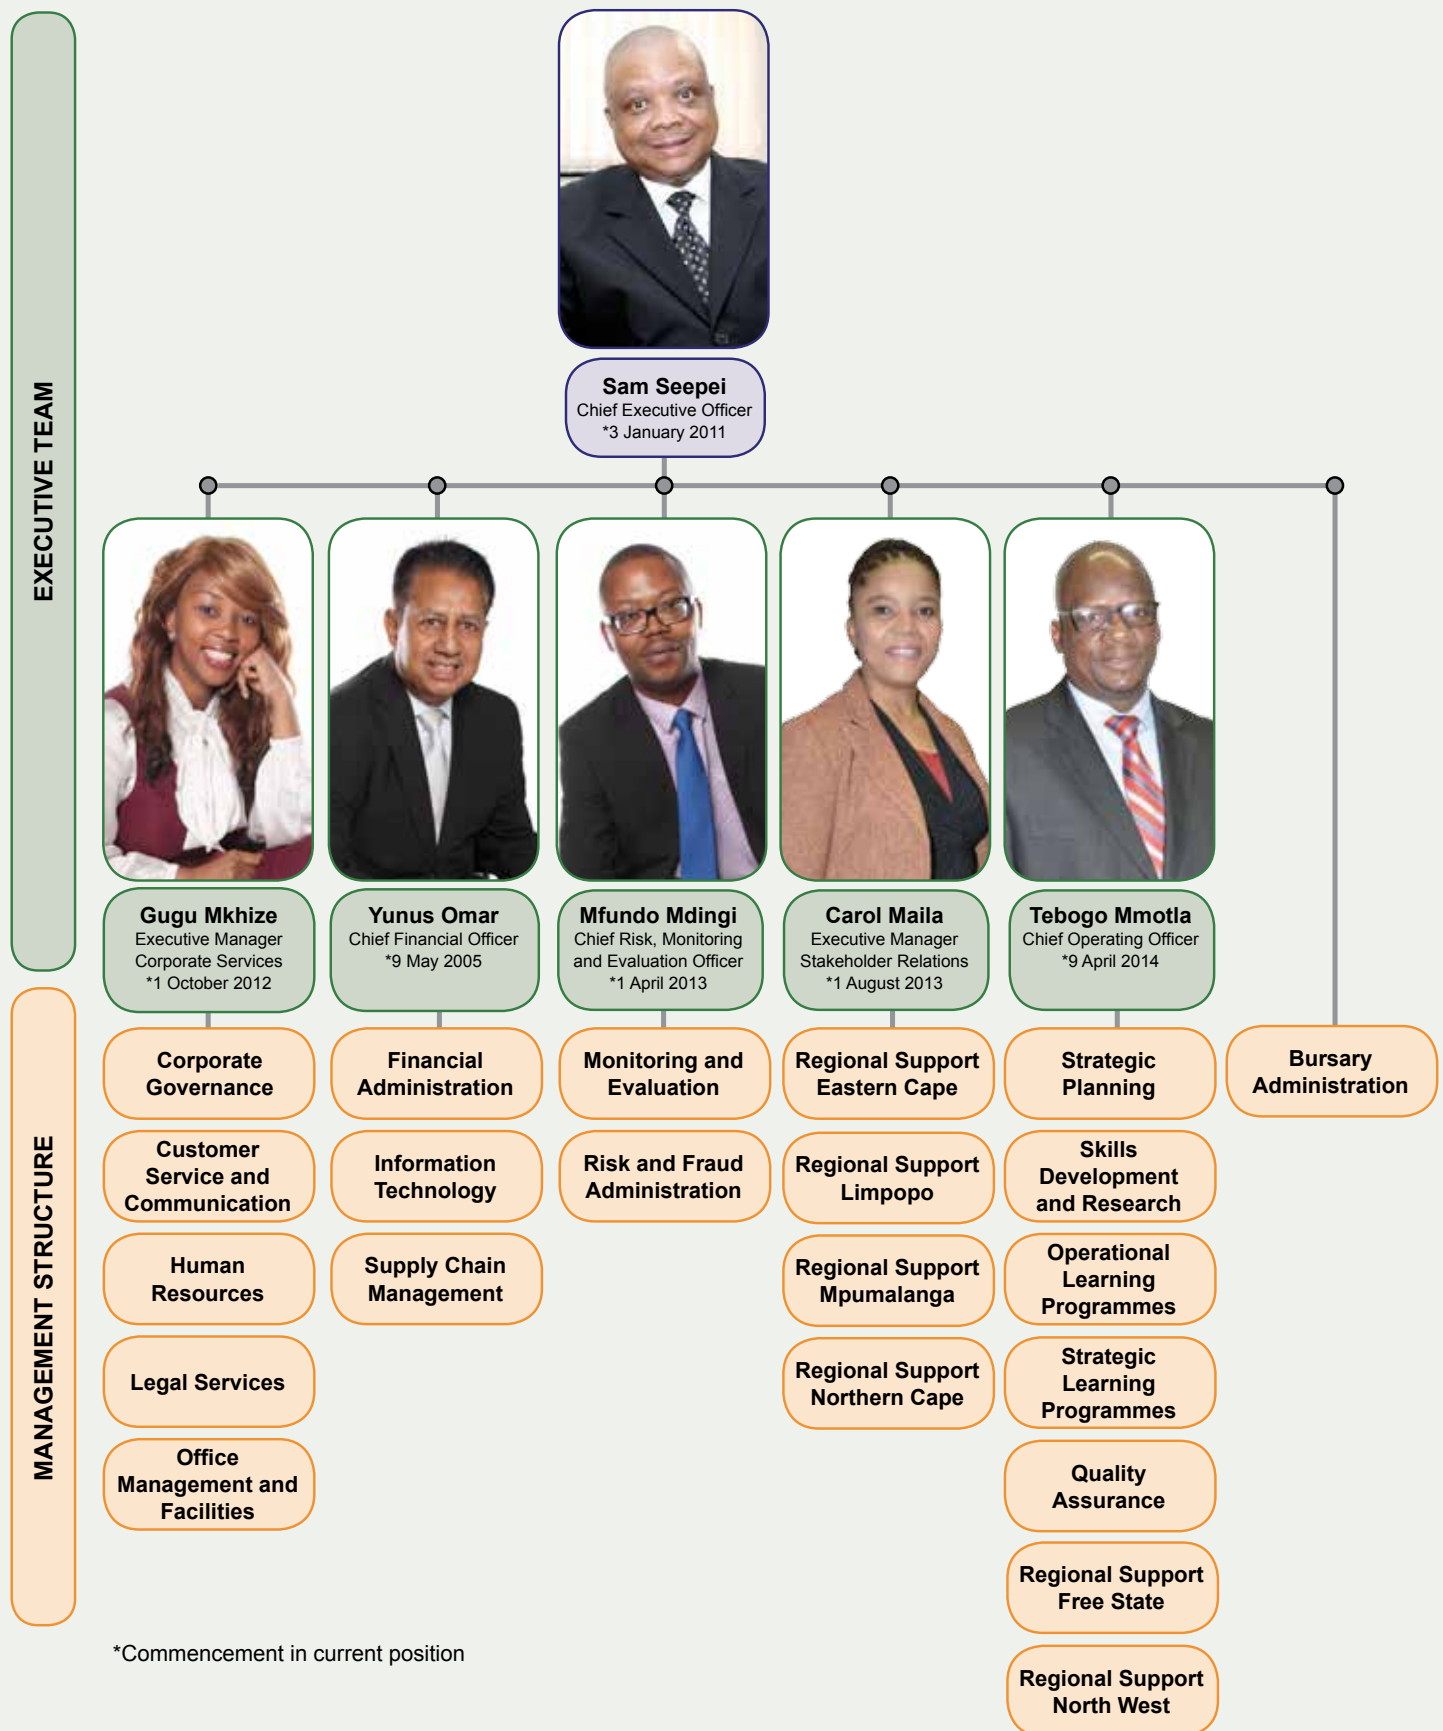 EXECUTIVE TEAM
Sam Seepei
Chief Executive Officer
*3 January 2011
Gugu Mkhize
Executive Manager
Corporate Services
*1 October 2012
Yunus Omar
Chief Financial Officer
*9 May 2005
Mfundo Mdingi
Chief Risk, Monitoring
and Evaluation Officer
*1 April 2013
Carol Maila
Executive Manager
Stakeholder Relations
*1 August 2013
Tebogo Mmotla
Chief Operating Officer
*9 April 2014
MANAGEMENT STRUCTURE
Corporate
Governance
Customer
Service and
Communication
Human
Resources
Legal Services
Office
Management and
Facilities
Financial
Administration
Information
Technology
Supply Chain
Management
Monitoring and
Evaluation
Risk and Fraud
Administration
Regional Support
Eastern Cape
Regional Support
Limpopo
Regional Support
Mpumalanga
Regional Support
Northern Cape
Strategic
Planning
Skills
Development
and Research
Operational
Learning
Programmes
Strategic
Learning
Programmes
Quality
Assurance
Regional Support
Free State
Regional Support
North West
Bursary
Administration
*Commencement in current position